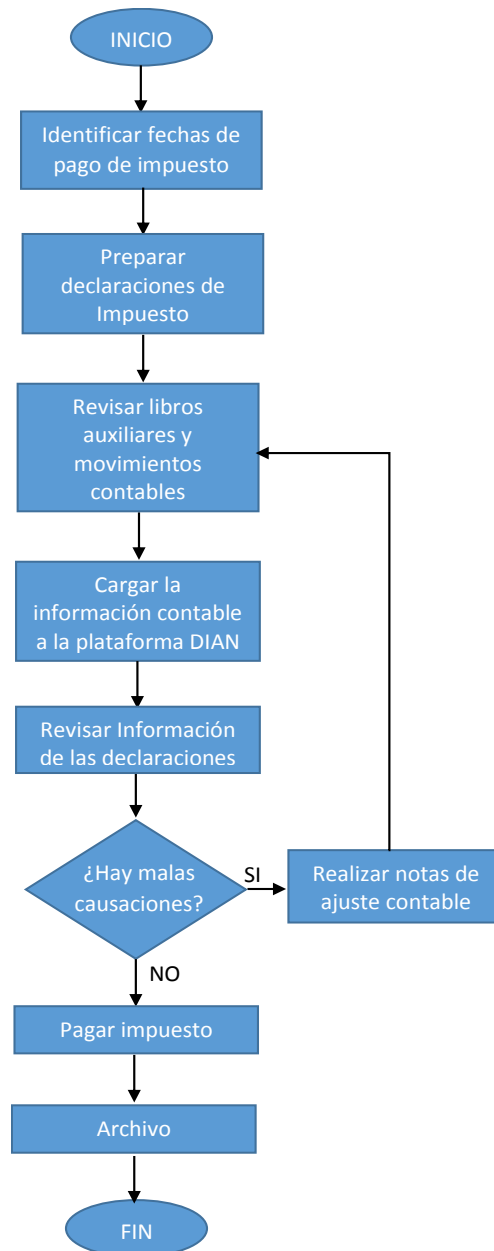 INICIO
Identificar fechas de
pago de impuesto
Preparar
declaraciones de
Impuesto
Revisar libros
auxiliares y
movimientos
contables
Cargar la
información contable
a la plataforma DIAN
Revisar Información
de las declaraciones
¿Hay malas
causaciones?
SI
Realizar notas de
ajuste contable
NO
Pagar impuesto
Archivo
FIN